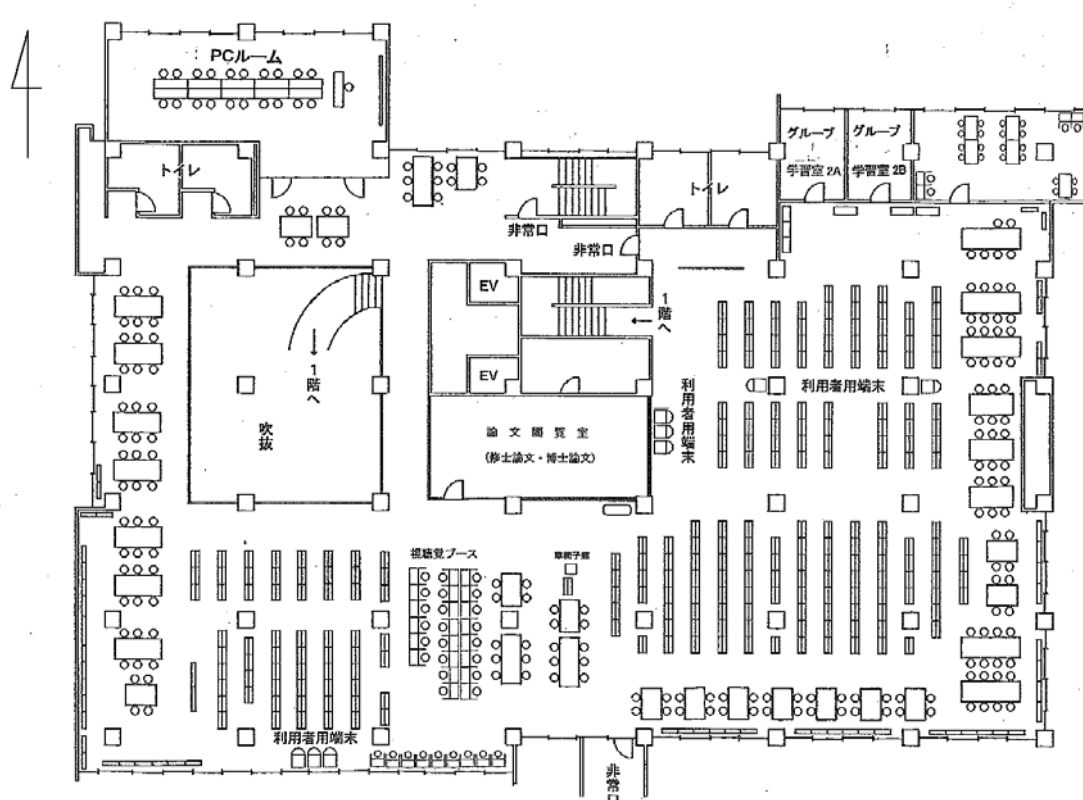 PCルーム
トイレ
グループ
学習室 2A
グループ
学習室 2B
トイレ
非常口
非常口
EV
1階へ
1階へ
EV
吹抜
利用者用端末
利用者用端末
論文閲覧室
(修士論文・博士論文)
視聴覚ブース
利用者用端末
非常口